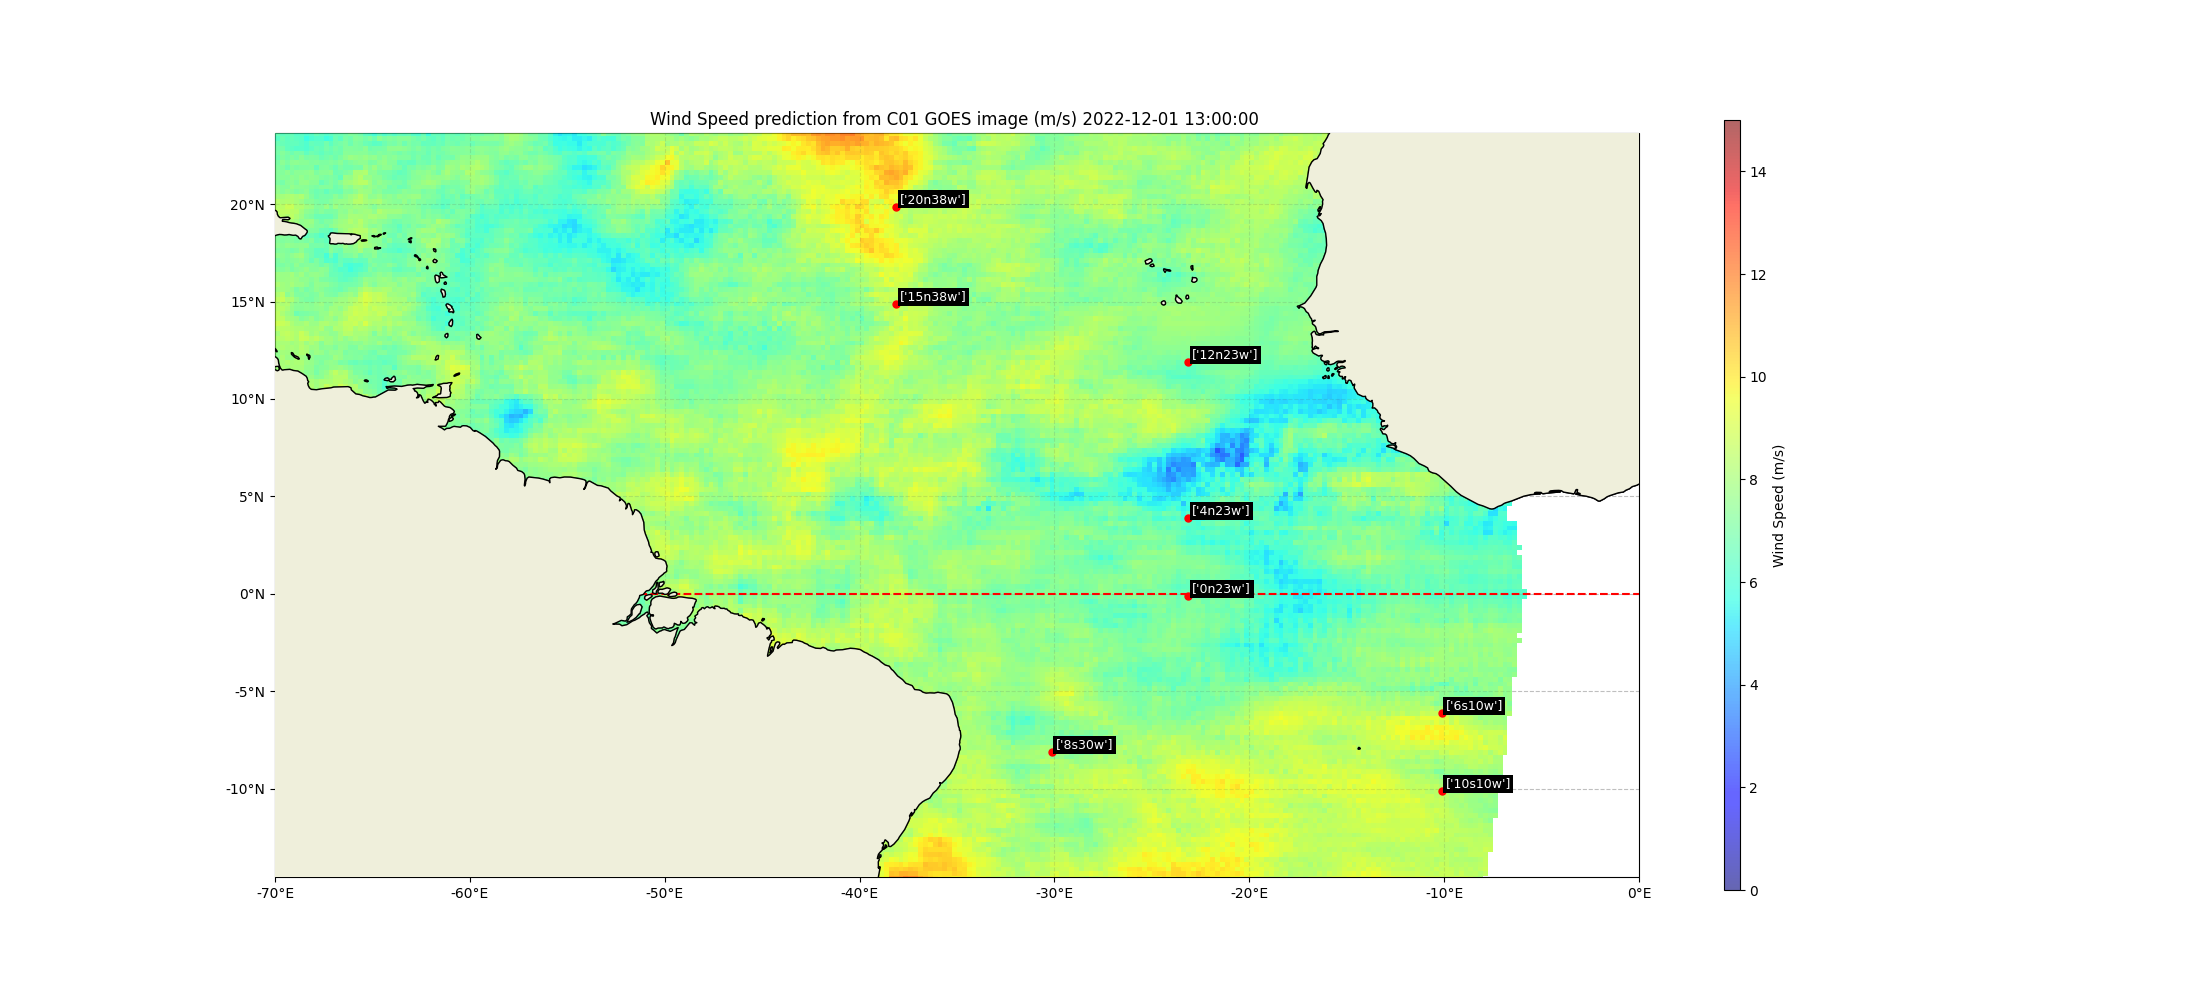 Wind Speed prediction from C01 GOES image (m/s) 2022-12-01 13:00:00
20°N
15°N
10°N
5°N
0°N
-5°N
-10°N
-70°E
-60°E
-50°E
-40°E
-30°E
-20°E
-10°E
0°E
['20n38w']
['15n38w']
['12n23w']
['4n23w']
['0n23w']
['6s10w']
['8s30w']
['10s10w']
14
12
10
8
6
4
2
0
Wind Speed (m/s)